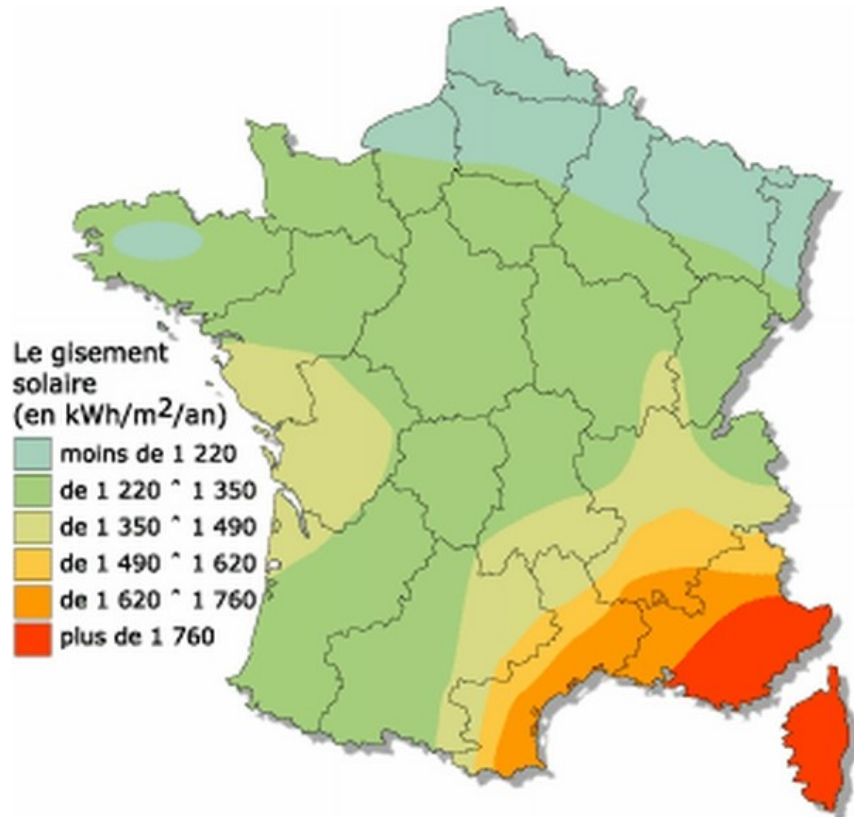 Le gisement
solaire
(en kWh/m²/an)
moins de 1 220
de 1 220 ^ 1 350
de 1 350 ^ 1 490
de 1 490 ^ 1 620
de 1 620 ^ 1 760
plus de 1 760